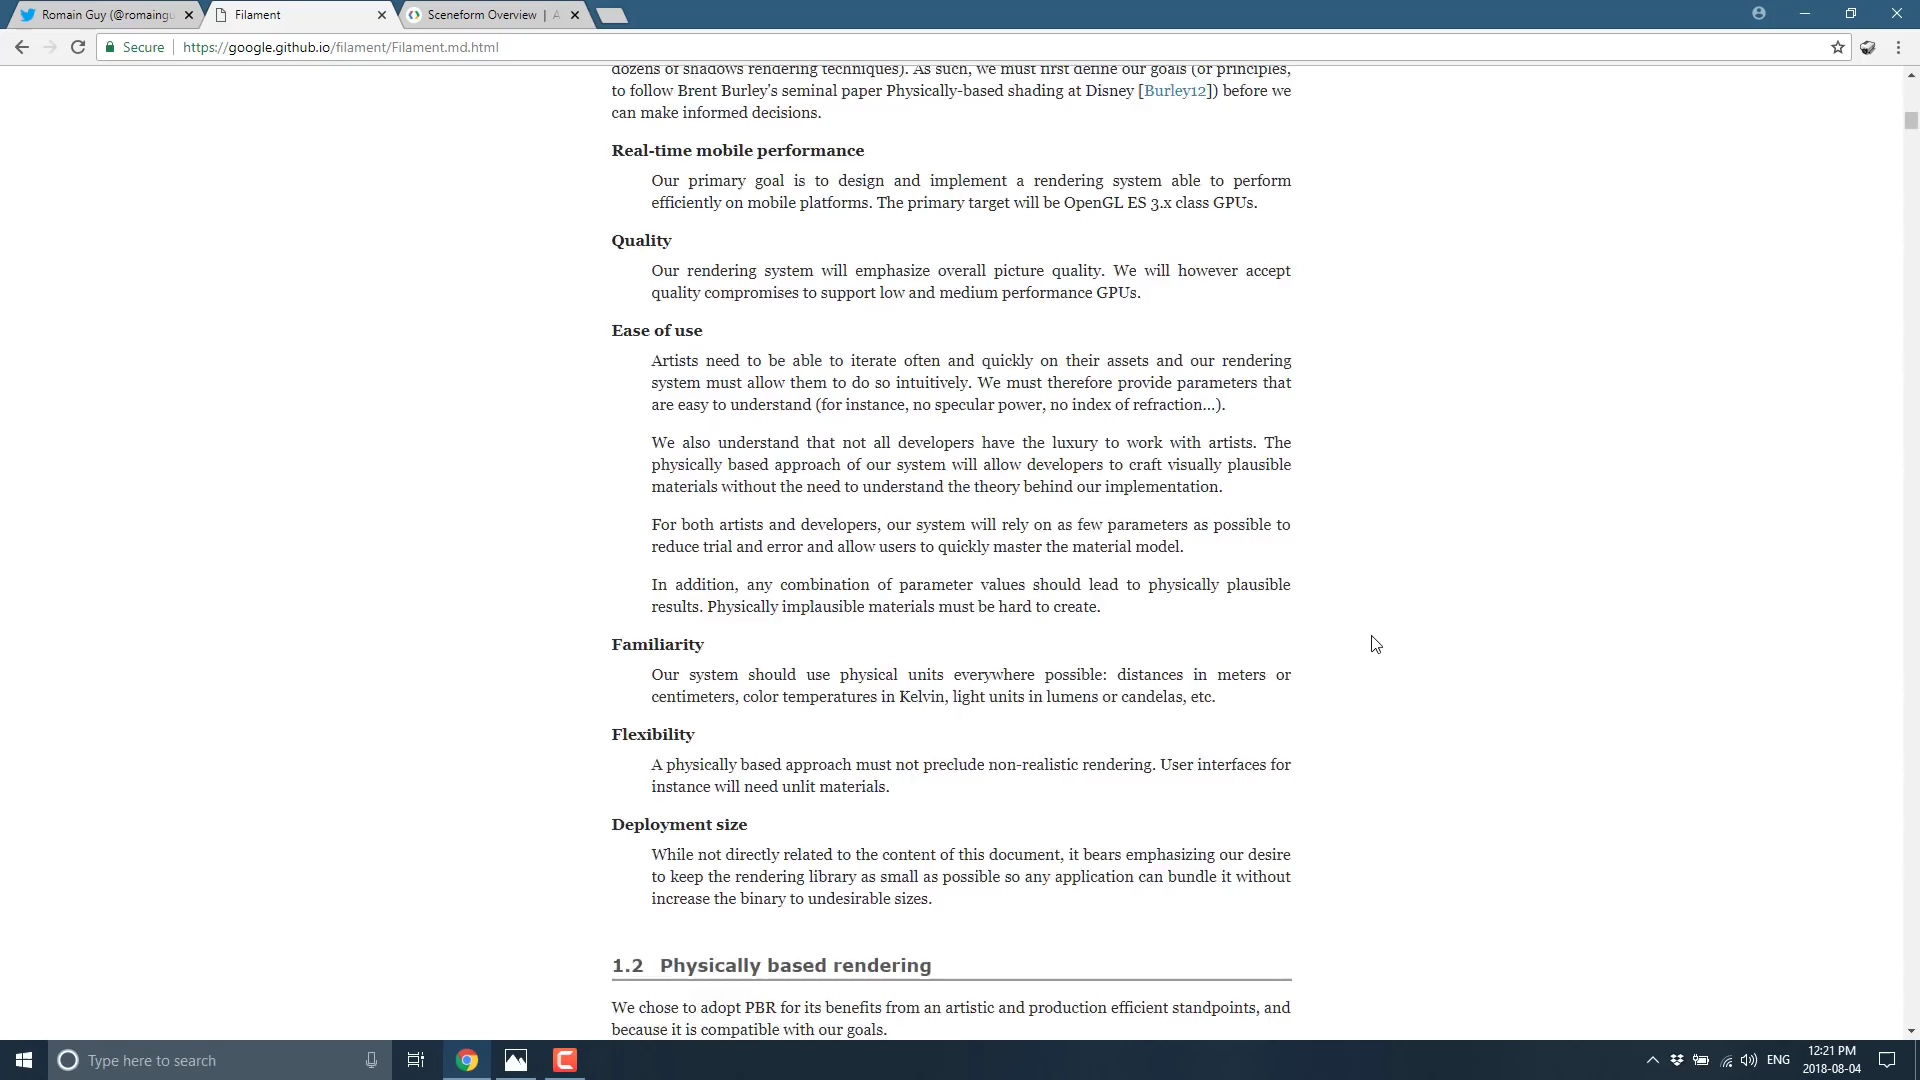 Romain Guy (@romaingu
Filament
Sceneform Overview | A
Secure
https://google.github.io/filament/Filament.md.html
dozens of shadows rendering techniques). As such, we must first define our goals (or principles,
to follow Brent Burley's seminal paper Physically-based shading at Disney [Burley12]) before we
can make informed decisions.
Real-time mobile performance
Our primary goal is to design and implement a rendering system able to perform
efficiently on mobile platforms. The primary target will be OpenGL ES 3.x class GPUs.
Quality
Our rendering system will emphasize overall picture quality. We will however accept
quality compromises to support low and medium performance GPUs.
Ease of use
Artists need to be able to iterate often and quickly on their assets and our rendering
system must allow them to do so intuitively. We must therefore provide parameters that
are easy to understand (for instance, no specular power, no index of refraction...).
We also understand that not all developers have the luxury to work with artists. The
physically based approach of our system will allow developers to craft visually plausible
materials without the need to understand the theory behind our implementation.
For both artists and developers, our system will rely on as few parameters as possible to
reduce trial and error and allow users to quickly master the material model.
In addition, any combination of parameter values should lead to physically plausible
results. Physically implausible materials must be hard to create.
Familiarity
Our system should use physical units everywhere possible: distances in meters or
centimeters, color temperatures in Kelvin, light units in lumens or candelas, etc.
Flexibility
A physically based approach must not preclude non-realistic rendering. User interfaces for
instance will need unlit materials.
Deployment size
While not directly related to the content of this document, it bears emphasizing our desire
to keep the rendering library as small as possible so any application can bundle it without
increase the binary to undesirable sizes.
1.2 Physically based rendering
We chose to adopt PBR for its benefits from an artistic and production efficient standpoints, and
because it is compatible with our goals.
Type here to search
ENG
12:21 PM
2018-08-04